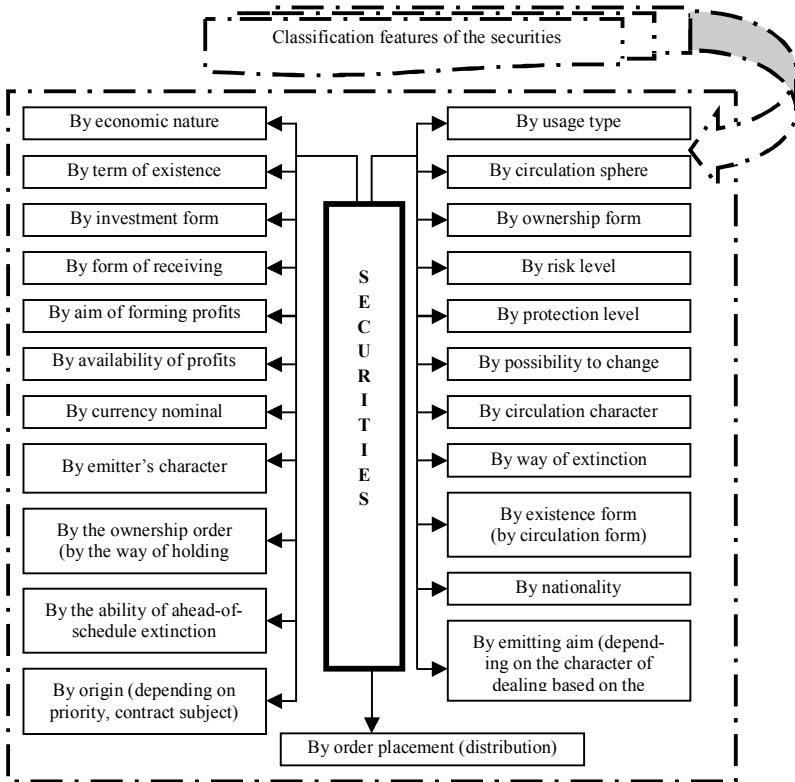 Classification features of the securities
By economic nature
By term of existence
By investment form
By form of receiving
By aim of forming profits
By availability of profits
By currency nominal
By emitter's character
By the ownership order
(by the way of holding
By the ability of ahead-of-
schedule extinction
By origin (depending on
priority, contract subject)
SECURITIES
By usage type
By circulation sphere
By ownership form
By risk level
By protection level
By possibility to change
By circulation character
By way of extinction
By existence form
(by circulation form)
By nationality
By emitting aim (depend-
ing on the character of
dealing based on the
By order placement (distribution)